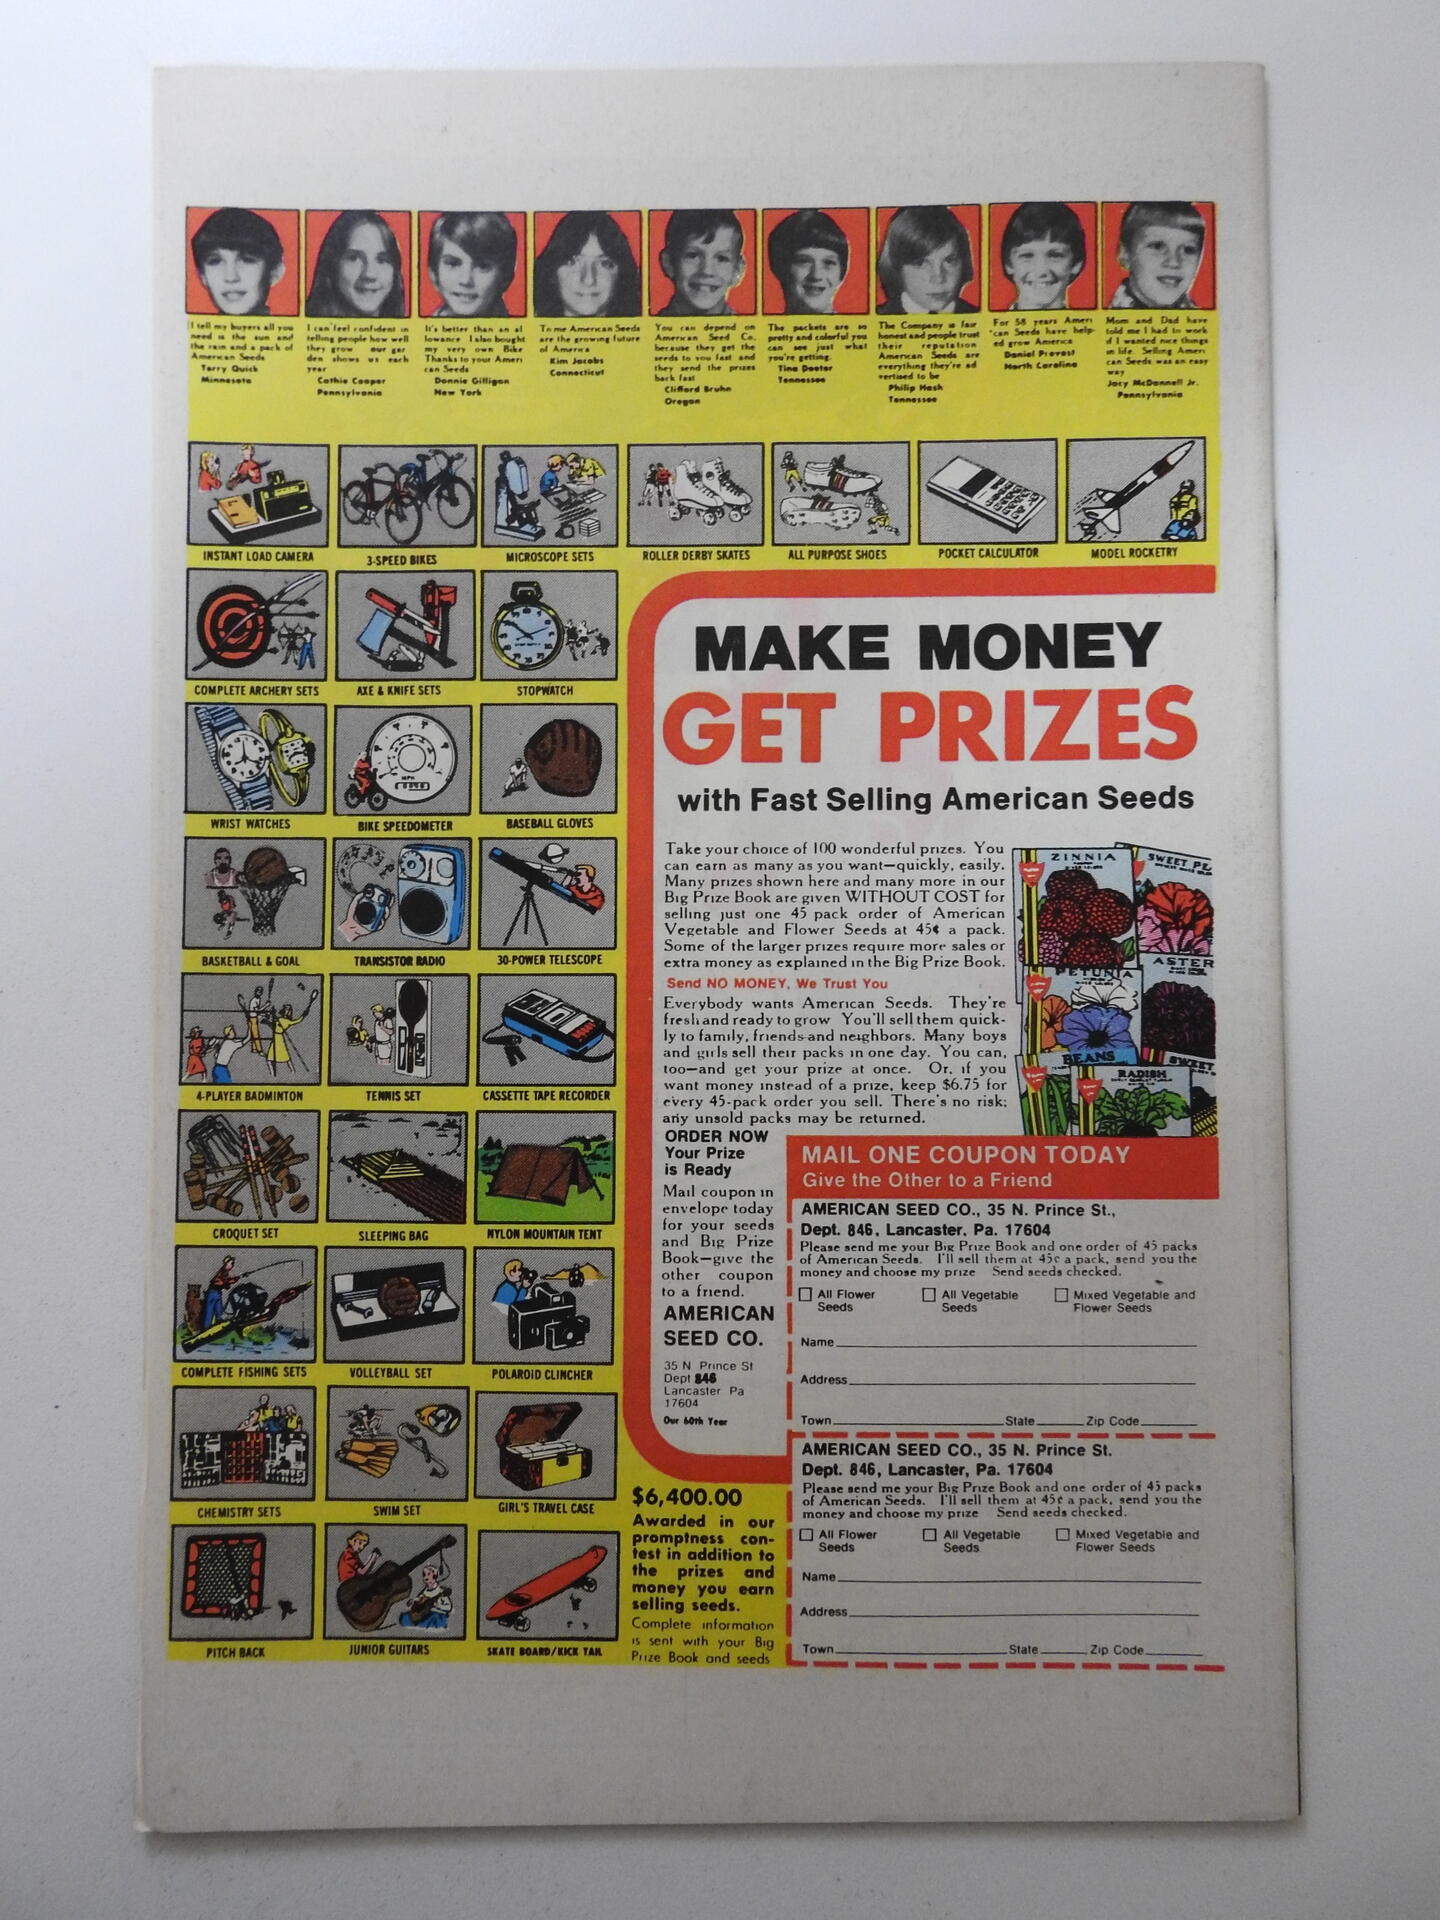 I tell my buyers all you
need is the sun and
the rain and a pack of
American Seeds
Terry Quick
Minnesota
I can feel confident in
telling people how well
they grow our gar
den shows us each
year
Cathie Cooper
Pennsylvania
It's better than an al
lowance I also bought
my very own Bike
Thanks to your Ameri
can Seeds
Donnie Gilligan
New York
To me American Seeds
are the growing future
of America
Kim Jacobs
Connecticut
You can depend on
American Seed Co.
because they get the
seeds to you fast and
they send the prizes
back fast
Clifford Bruhn
Oregon
The packets are so
pretty and colorful you
can see just what
you're getting.
Tina Doster
Tennessee
The Company is fair
honest and people trust
their reputation
American Seeds are
everything they're ad
vertised to be
Philip Hash
Tennessee
For 58 years Ameri
can Seeds have help-
ed grow America
Daniel Provost
North Carolina
Mom and Dad have
told me I had to work
if I wanted nice things
in life. Selling Ameri
can Seeds was an easy
way
Jacy McDannell Jr.
Pennsylvania
INSTANT LOAD CAMERA
3-SPEED BIKES
MICROSCOPE SETS
ROLLER DERBY SKATES
ALL PURPOSE SHOES
POCKET CALCULATOR
MODEL ROCKETRY
COMPLETE ARCHERY SETS
AXE & KNIFE SETS
STOPWATCH
WRIST WATCHES
MPH
BIKE SPEEDOMETER
BASEBALL GLOVES
BASKETBALL & GOAL
TRANSISTOR RADIO
30-POWER TELESCOPE
4-PLAYER BADMINTON
TENNIS SET
CASSETTE TAPE RECORDER
CROQUET SET
SLEEPING BAG
NYLON MOUNTAIN TENT
COMPLETE FISHING SETS
VOLLEYBALL SET
POLAROID CLINCHER
CHEMISTRY SETS
SWIM SET
GIRL'S TRAVEL CASE
PITCH BACK
JUNIOR GUITARS
SKATE BOARD/KICK TAIL
MAKE MONEY
GET PRIZES
with Fast Selling American Seeds
Take your choice of 100 wonderful prizes. You
can earn as many as you want—quickly, easily.
Many prizes shown here and many more in our
Big Prize Book are given WITHOUT COST for
selling just one 45 pack order of American
Vegetable and Flower Seeds at 45¢ a pack.
Some of the larger prizes require more sales or
extra money as explained in the Big Prize Book.
Send NO MONEY, We Trust You
Everybody wants American Seeds. They're
fresh and ready to grow You'll sell them quick-
ly to family, friends and neighbors. Many boys
and girls sell their packs in one day. You can,
too—and get your prize at once. Or, if you
want money instead of a prize, keep $6.75 for
every 45-pack order you sell. There's no risk;
any unsold packs may be returned.
ZINNIA
SWEET PE
PETUNIA
ASTER
BEANS
RADISH
SWEET
ORDER NOW
Your Prize
is Ready
Mail coupon in
envelope today
for your seeds
and Big Prize
Book—give the
other coupon
to a friend.
AMERICAN
SEED CO.
35 N Prince St
Dept 846
Lancaster Pa
17604
Our 60th Year
$6,400.00
Awarded in our
promptness con-
test in addition to
the prizes and
money you earn
selling seeds.
Complete information
is sent with your Big
Prize Book and seeds
MAIL ONE COUPON TODAY
Give the Other to a Friend
AMERICAN SEED CO., 35 N. Prince St.,
Dept. 846, Lancaster, Pa. 17604
Please send me your Big Prize Book and one order of 45 packs
of American Seeds. I'll sell them at 45¢ a pack, send you the
money and choose my prize Send seeds checked.
All Flower Seeds
All Vegetable Seeds
Mixed Vegetable and Flower Seeds
Name
Address
Town State Zip Code
AMERICAN SEED CO., 35 N. Prince St.
Dept. 846, Lancaster, Pa. 17604
Please send me your Big Prize Book and one order of 45 packs
of American Seeds. I'll sell them at 45¢ a pack, send you the
money and choose my prize Send seeds checked.
All Flower Seeds
All Vegetable Seeds
Mixed Vegetable and Flower Seeds
Name
Address
Town State Zip Code